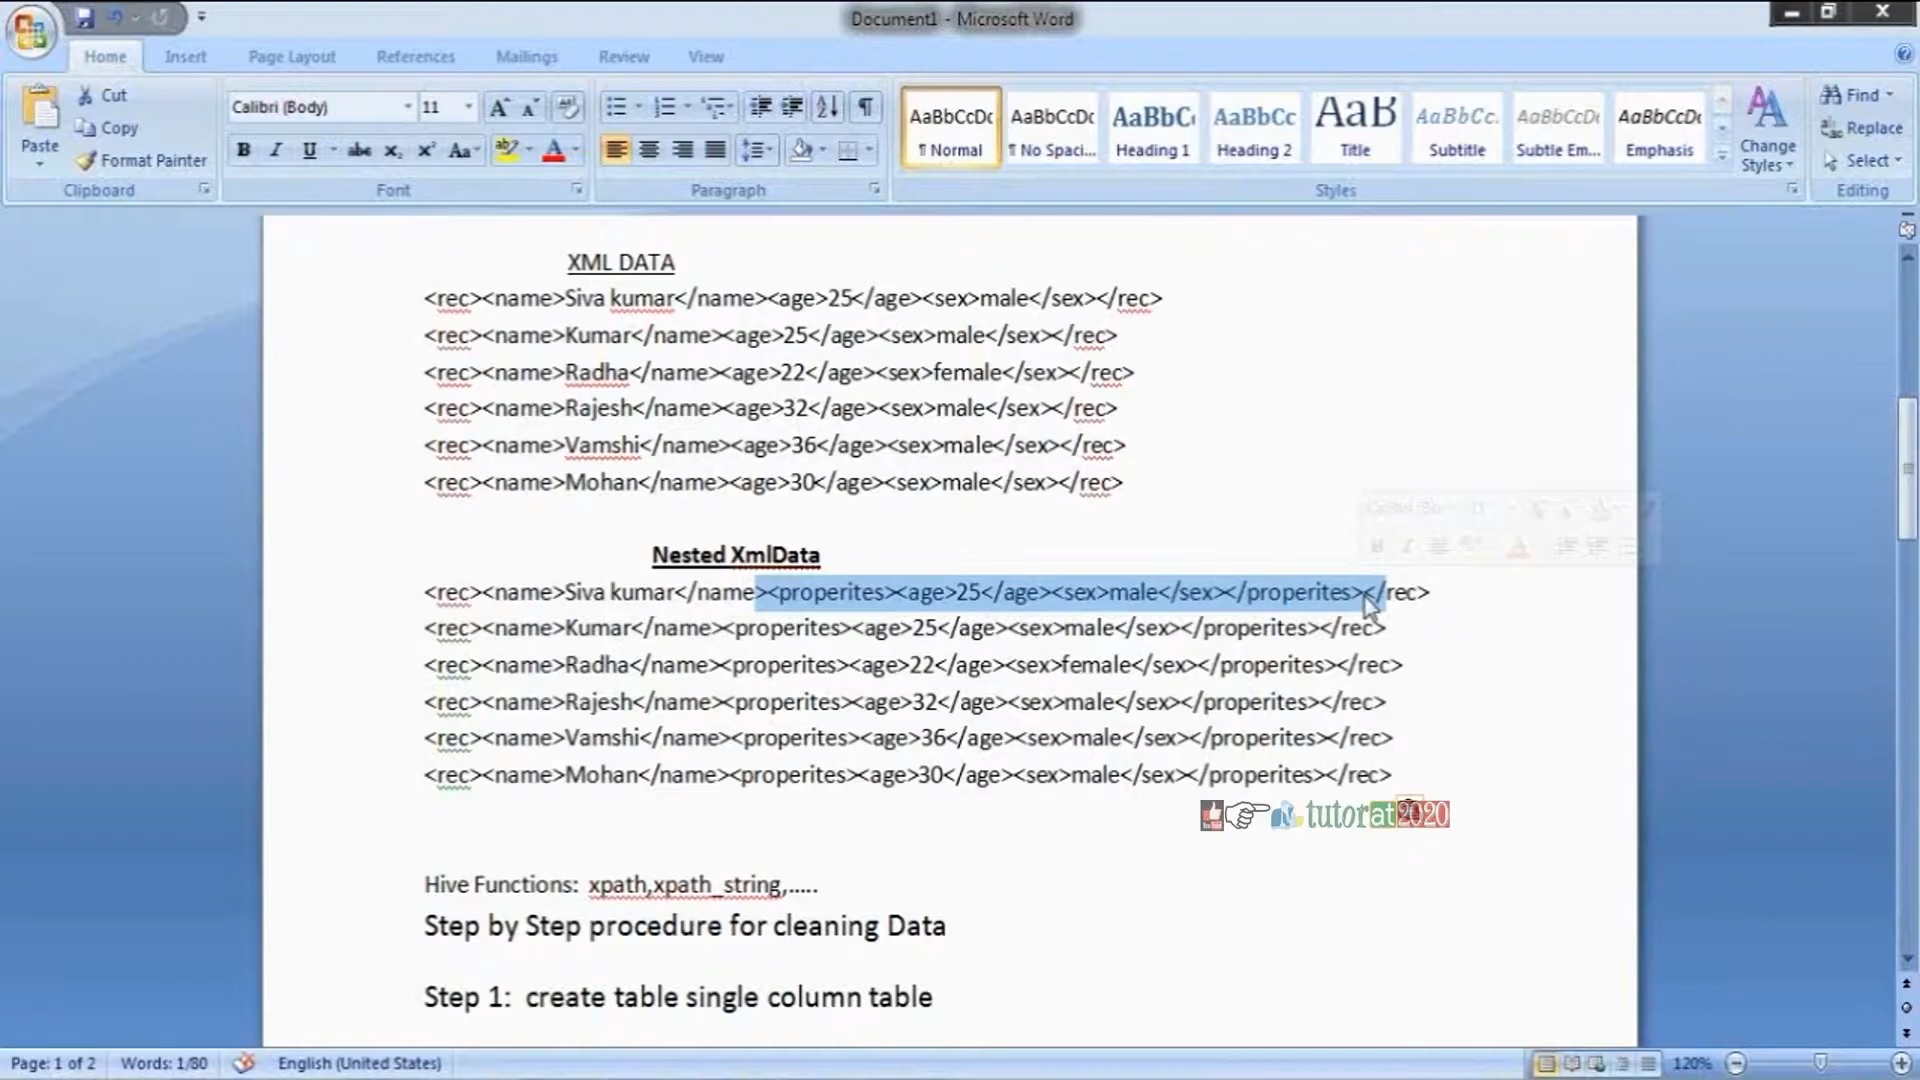 Document1 - Microsoft Word
Home Insert Page Layout References Mailings Review View
Paste
Cut
Copy
Format Painter
Clipboard
Calibri (Body) 11
B I U abc X₂ X² Aa
Font
Paragraph
AaBbCcDc AaBbCcDc AaBbC AaBbCc AaB AaBbCc. AaBbCcDi AaBbCcDi
¶ Normal ¶ No Spaci... Heading 1 Heading 2 Title Subtitle Subtle Em... Emphasis
Styles
Change
Styles
Find
Replace
Select
Editing
XML DATA
<rec><name>Siva kumar</name><age>25</age><sex>male</sex></rec>
<rec><name>Kumar</name><age>25</age><sex>male</sex></rec>
<rec><name>Radha</name><age>22</age><sex>female</sex></rec>
<rec><name>Rajesh</name><age>32</age><sex>male</sex></rec>
<rec><name>Vamshi</name><age>36</age><sex>male</sex></rec>
<rec><name>Mohan</name><age>30</age><sex>male</sex></rec>
Nested XmlData
<rec><name>Siva kumar</name><properites><age>25</age><sex>male</sex></properites></rec>
<rec><name>Kumar</name><properites><age>25</age><sex>male</sex></properites></rec>
<rec><name>Radha</name><properites><age>22</age><sex>female</sex></properites></rec>
<rec><name>Rajesh</name><properites><age>32</age><sex>male</sex></properites></rec>
<rec><name>Vamshi</name><properites><age>36</age><sex>male</sex></properites></rec>
<rec><name>Mohan</name><properites><age>30</age><sex>male</sex></properites></rec>
tutorat2020
Hive Functions: xpath,xpath_string,.....
Step by Step procedure for cleaning Data
Step 1: create table single column table
Page: 1 of 2 Words: 1/80 English (United States) 120%